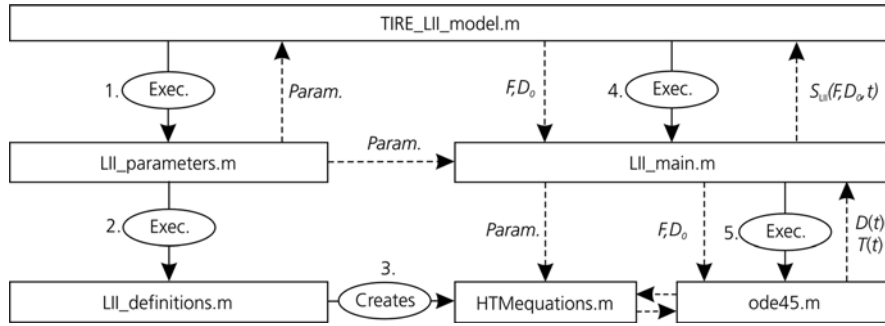 TIRE_LII_model.m
1. Exec.
Param.
F,D₀
4. Exec.
S_LII(F,D₀,t)
LII_parameters.m
Param.
LII_main.m
2. Exec.
Param.
F,D₀
5. Exec.
D(t)
T(t)
3.
LII_definitions.m
Creates
HTMequations.m
ode45.m